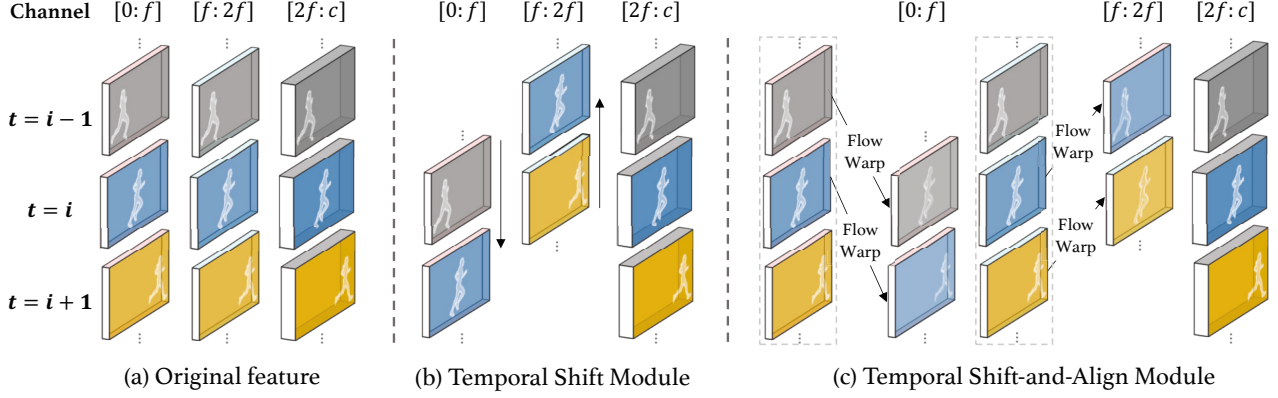 Channel [0: f] [f: 2f] [2f: c] [0: f] [f: 2f] [2f: c] [0: f] [f: 2f] [2f: c]
t = i − 1
Flow Warp
Flow Warp
t = i
Flow Warp
Flow Warp
t = i + 1
(a) Original feature (b) Temporal Shift Module (c) Temporal Shift-and-Align Module